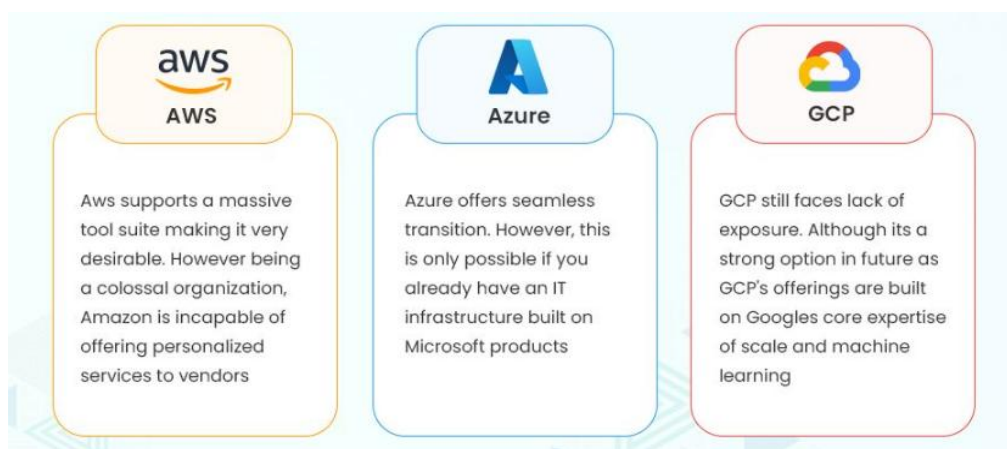 aws
AWS
Aws supports a massive
tool suite making it very
desirable. However being
a colossal organization,
Amazon is incapable of
offering personalized
services to vendors
Azure
Azure offers seamless
transition. However, this
is only possible if you
already have an IT
infrastructure built on
Microsoft products
GCP
GCP still faces lack of
exposure. Although its a
strong option in future as
GCP's offerings are built
on Googles core expertise
of scale and machine
learning